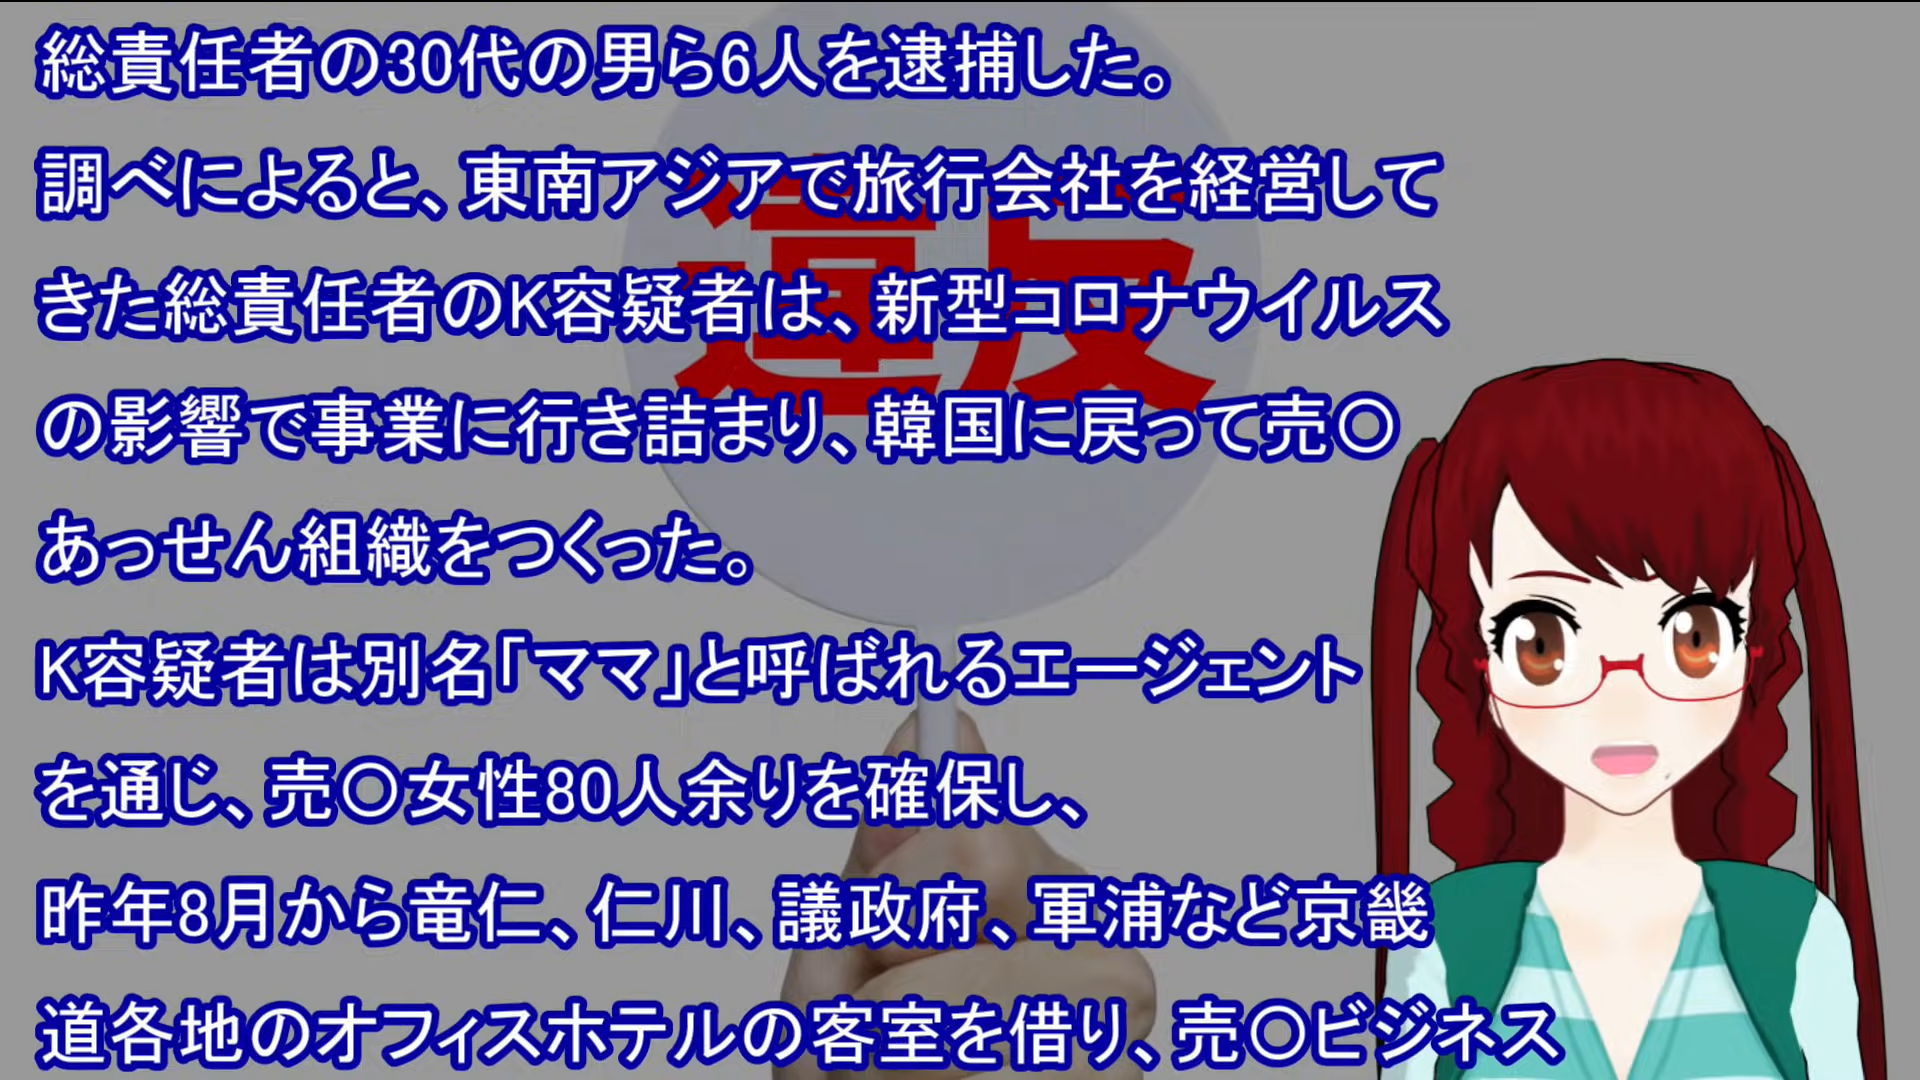 総責任者の30代の男ら6人を逮捕した。
調べによると、東南アジアで旅行会社を経営して
きた総責任者のK容疑者は、新型コロナウイルス
の影響で事業に行き詰まり、韓国に戻って売〇
あっせん組織をつくった。
K容疑者は別名「ママ」と呼ばれるエージェント
を通じ、売〇女性80人余りを確保し、
昨年8月から竜仁、仁川、議政府、軍浦など京畿
道各地のオフィスホテルの客室を借り、売〇ビジネス
違反